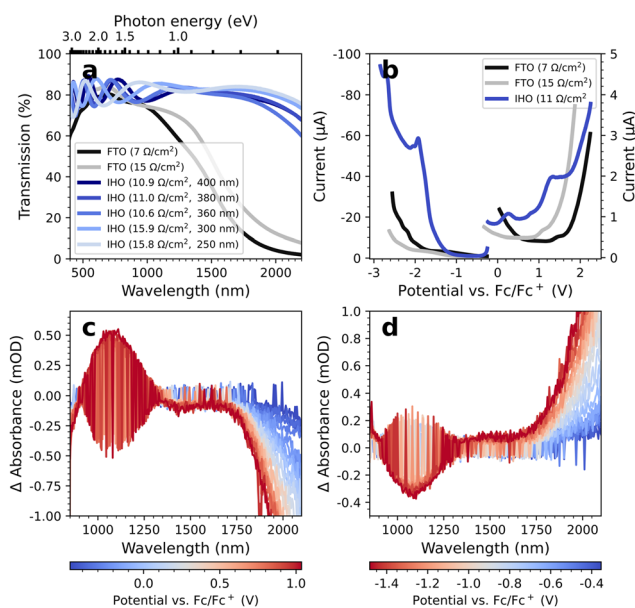 Photon energy (eV)
3.0 2.0 1.5 1.0
a
100
80
60
40
20
0
Transmission (%)
FTO (7 Ω/cm²)
FTO (15 Ω/cm²)
IHO (10.9 Ω/cm², 400 nm)
IHO (11.0 Ω/cm², 380 nm)
IHO (10.6 Ω/cm², 360 nm)
IHO (15.9 Ω/cm², 300 nm)
IHO (15.8 Ω/cm², 250 nm)
500 1000 1500 2000
Wavelength (nm)
b
-100
-80
-60
-40
-20
0
Current (μA)
FTO (7 Ω/cm²)
FTO (15 Ω/cm²)
IHO (11 Ω/cm²
5
4
3
2
1
0
Current (μA)
-3 -2 -1 0 1 2
Potential vs. Fc/Fc⁺ (V)
c
0.50
0.25
0.00
-0.25
-0.50
-0.75
-1.00
Δ Absorbance (mOD)
1000 1250 1500 1750 2000
Wavelength (nm)
0.0 0.5 1.0
Potential vs. Fc/Fc⁺ (V)
d
1.0
0.8
0.6
0.4
0.2
0.0
-0.2
-0.4
Δ Absorbance (mOD)
1000 1250 1500 1750 2000
Wavelength (nm)
-1.4 -1.2 -1.0 -0.8 -0.6 -0.4
Potential vs. Fc/Fc⁺ (V)